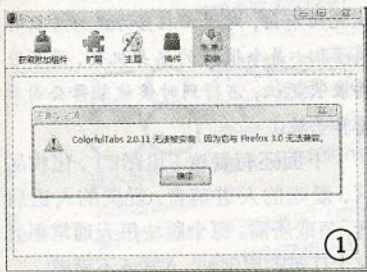 获取附加组件 扩展 主题 插件 安装
ColorfulTabs 2.0.11 无法被安装，因为它与 Firefox 3.0 无法兼容。
确定
①